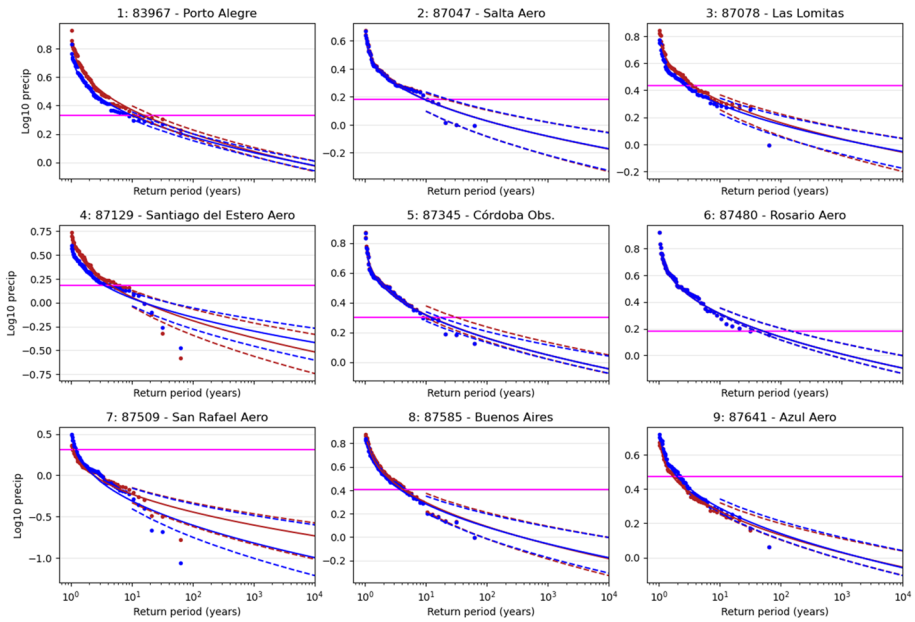 1: 83967 - Porto Alegre
2: 87047 - Salta Aero
3: 87078 - Las Lomitas
Log10 precip
0.8
0.6
0.4
0.2
0.0
Return period (years)
0.6
0.4
0.2
0.0
−0.2
Return period (years)
0.8
0.6
0.4
0.2
0.0
−0.2
Return period (years)
4: 87129 - Santiago del Estero Aero
5: 87345 - Córdoba Obs.
6: 87480 - Rosario Aero
Log10 precip
0.75
0.50
0.25
0.00
−0.25
−0.50
−0.75
Return period (years)
0.8
0.6
0.4
0.2
0.0
Return period (years)
0.8
0.6
0.4
0.2
0.0
Return period (years)
7: 87509 - San Rafael Aero
8: 87585 - Buenos Aires
9: 87641 - Azul Aero
Log10 precip
0.5
0.0
−0.5
−1.0
10⁰ 10¹ 10² 10³ 10⁴
Return period (years)
0.8
0.6
0.4
0.2
0.0
−0.2
10⁰ 10¹ 10² 10³ 10⁴
Return period (years)
0.6
0.4
0.2
0.0
10⁰ 10¹ 10² 10³ 10⁴
Return period (years)